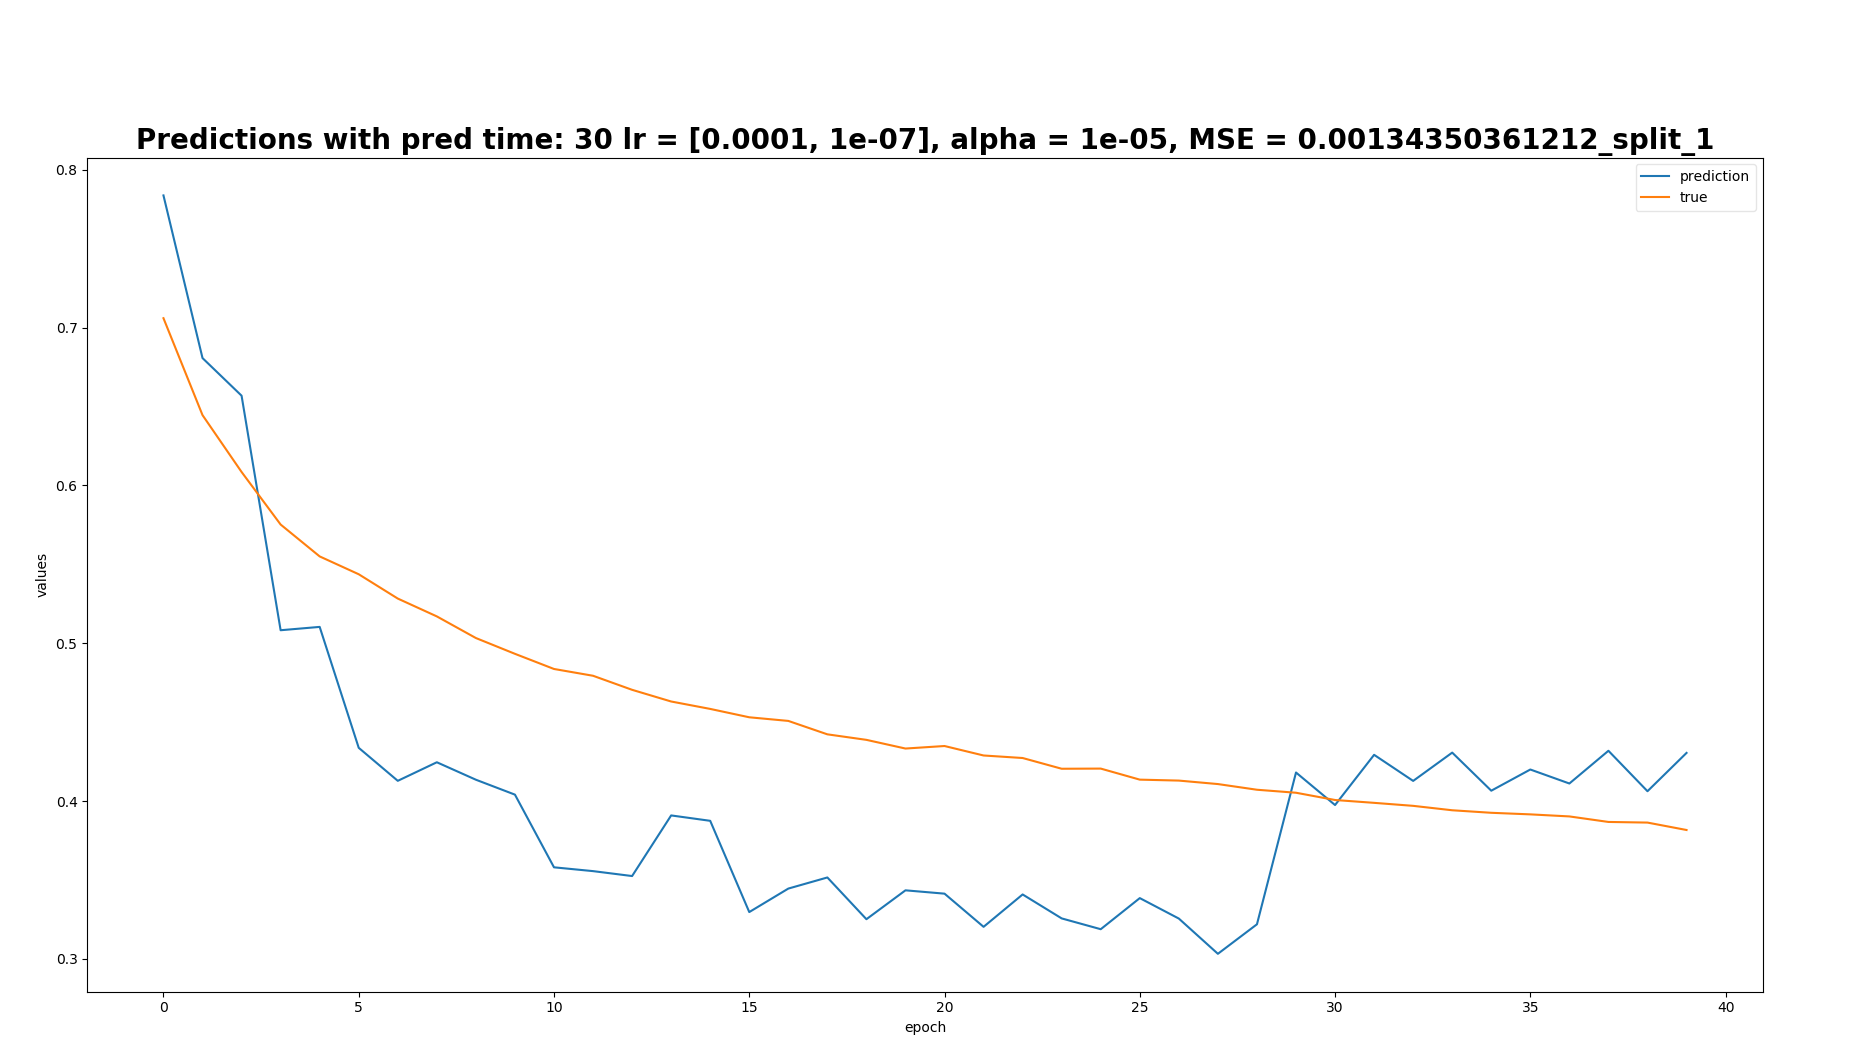 Predictions with pred time: 30 lr = [0.0001, 1e-07], alpha = 1e-05, MSE = 0.00134350361212_split_1
prediction
true
0.8
0.7
0.6
0.5
0.4
0.3
values
0 5 10 15 20 25 30 35 40
epoch